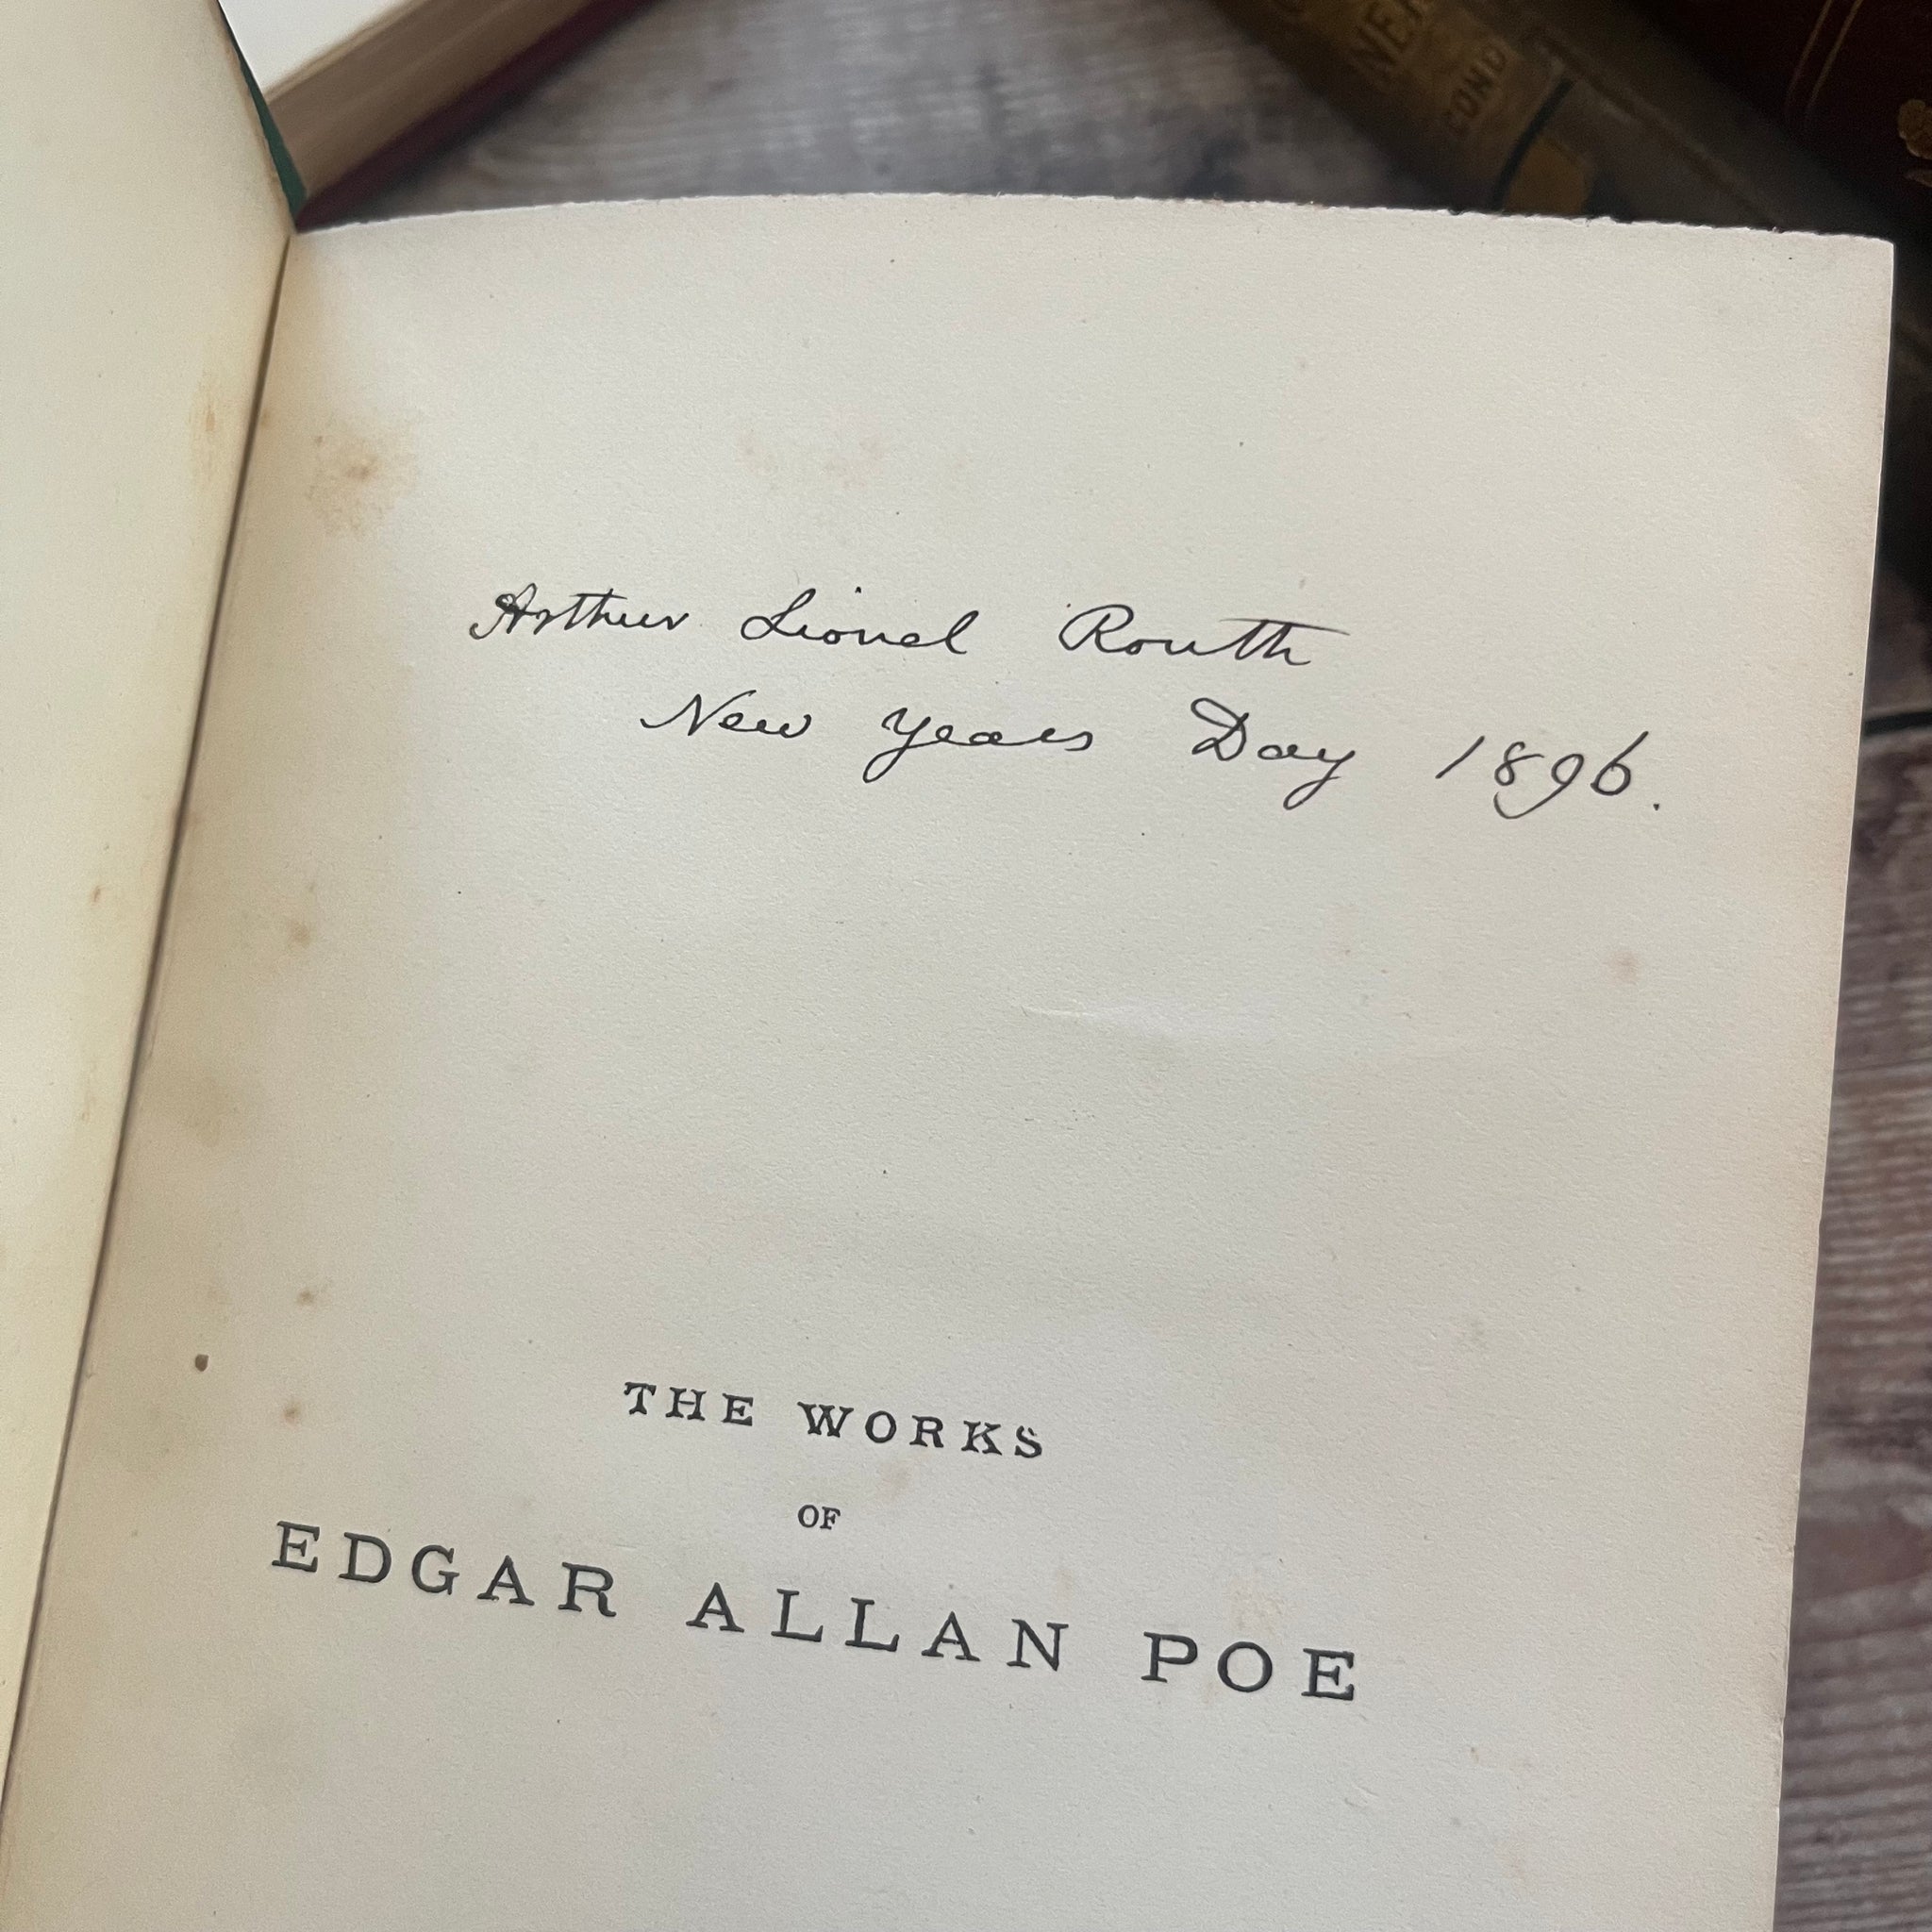 Arthur Lionel Routh
New Years Day 1896.
THE WORKS
OF
EDGAR ALLAN POE